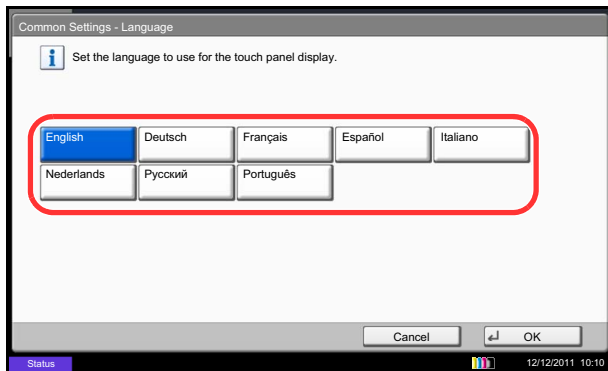 Common Settings - Language
Set the language to use for the touch panel display.
English Deutsch Français Español Italiano
Nederlands Русский Português
Cancel OK
Status 12/12/2011 10:10